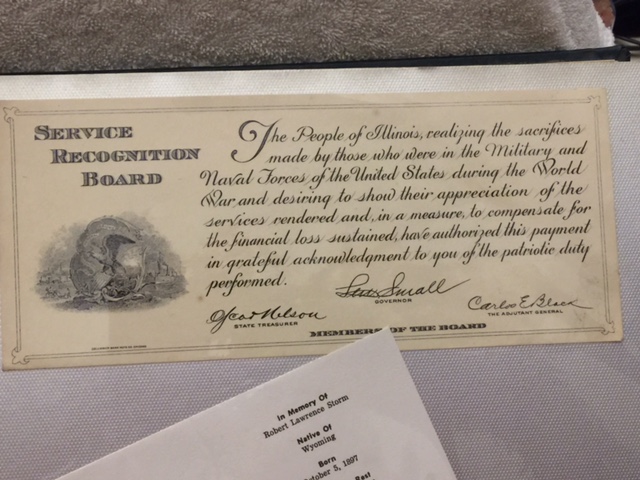 SERVICE
RECOGNITION
BOARD
The People of Illinois, realizing the sacrifices
made by those who were in the Military and
Naval Forces of the United States during the World
War and desiring to show their appreciation of the
services rendered and, in a measure, to compensate for
the financial loss sustained, have authorized this payment
in grateful acknowledgment to you of the patriotic duty
performed.
Len Small
GOVERNOR
Oscar Nelson
STATE TREASURER
Carlos E. Black
THE ADJUTANT GENERAL
MEMBERS OF THE BOARD
In Memory Of
Robert Lawrence Storm
Native Of
Wyoming
Born
October 5, 1897
Rest